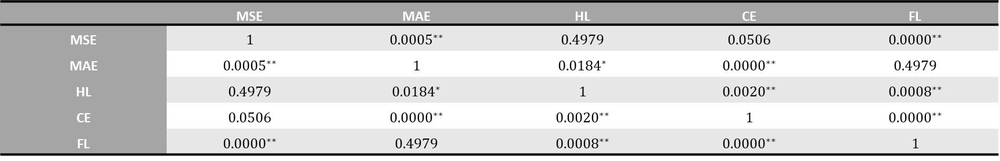 MSE MAE HL CE FL
MSE 1 0.0005** 0.4979 0.0506 0.0000**
MAE 0.0005** 1 0.0184* 0.0000** 0.4979
HL 0.4979 0.0184* 1 0.0020** 0.0008**
CE 0.0506 0.0000** 0.0020** 1 0.0000**
FL 0.0000** 0.4979 0.0008** 0.0000** 1